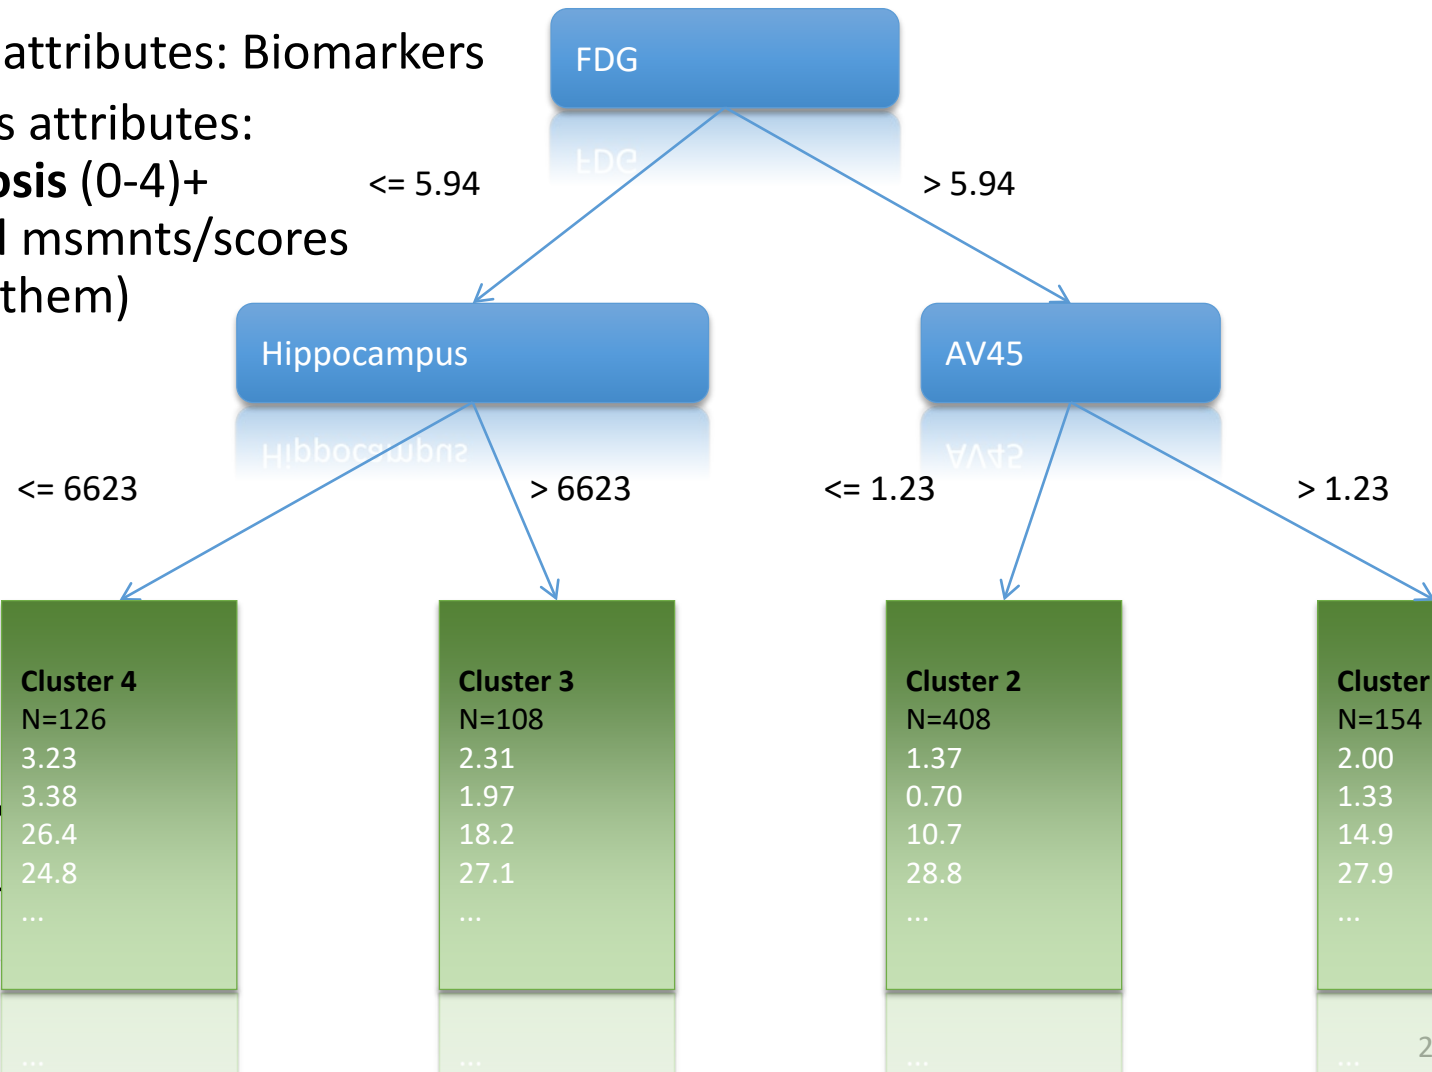 attributes: Biomarkers
s attributes:
osis (0-4)+
l msmnts/scores
them)
FDG
<= 5.94
> 5.94
Hippocampus
AV45
<= 6623
> 6623
<= 1.23
> 1.23
Cluster 4
N=126
3.23
3.38
26.4
24.8
...
Cluster 3
N=108
2.31
1.97
18.2
27.1
...
Cluster 2
N=408
1.37
0.70
10.7
28.8
...
Cluster
N=154
2.00
1.33
14.9
27.9
...
2